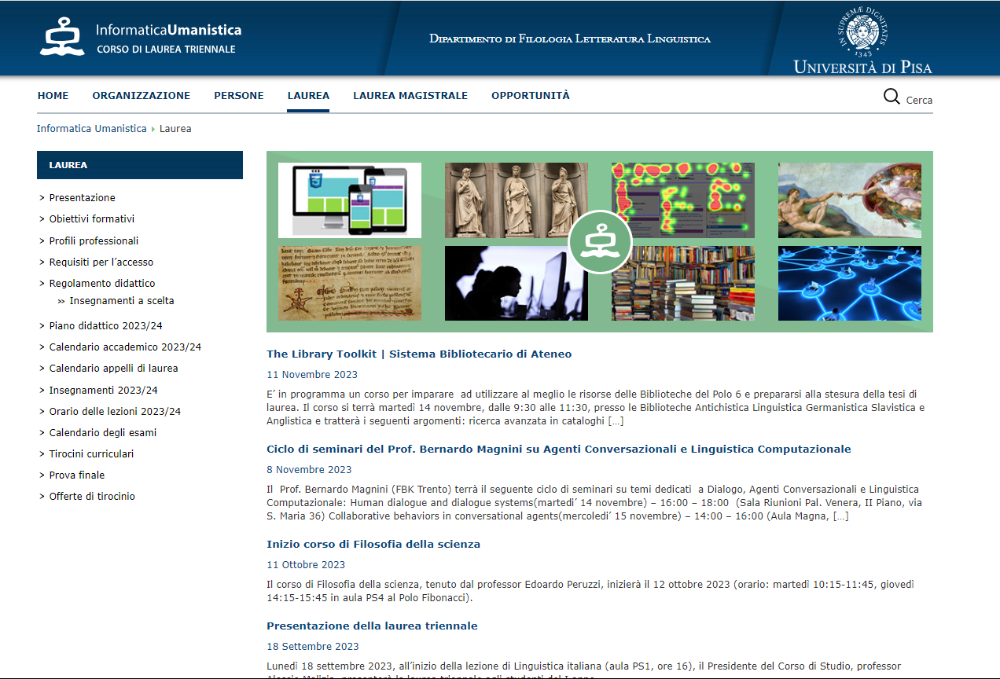 InformaticaUmanistica
CORSO DI LAUREA TRIENNALE
Dipartimento di Filologia Letteratura Linguistica
IN SUPREMÆ DIGNITATIS
1343
Università di Pisa
HOME
ORGANIZZAZIONE
PERSONE
LAUREA
LAUREA MAGISTRALE
OPPORTUNITÀ
Cerca
Informatica Umanistica
Laurea
LAUREA
> Presentazione
> Obiettivi formativi
> Profili professionali
> Requisiti per l’accesso
> Regolamento didattico
» Insegnamenti a scelta
> Piano didattico 2023/24
> Calendario accademico 2023/24
> Calendario appelli di laurea
> Insegnamenti 2023/24
> Orario delle lezioni 2023/24
> Calendario degli esami
> Tirocini curriculari
> Prova finale
> Offerte di tirocinio
The Library Toolkit | Sistema Bibliotecario di Ateneo
11 Novembre 2023
E’ in programma un corso per imparare  ad utilizzare al meglio le risorse delle Biblioteche del Polo 6 e prepararsi alla stesura della tesi di
laurea. Il corso si terrà martedì 14 novembre, dalle 9:30 alle 11:30, presso le Biblioteche Antichistica Linguistica Germanistica Slavistica e
Anglistica e tratterà i seguenti argomenti: ricerca avanzata in cataloghi […]
Ciclo di seminari del Prof. Bernardo Magnini su Agenti Conversazionali e Linguistica Computazionale
8 Novembre 2023
Il  Prof. Bernardo Magnini (FBK Trento) terrà il seguente ciclo di seminari su temi dedicati  a Dialogo, Agenti Conversazionali e Linguistica
Computazionale: Human dialogue and dialogue systems(martedi’ 14 novembre) – 16:00 – 18:00  (Sala Riunioni Pal. Venera, II Piano, via
S. Maria 36) Collaborative behaviors in conversational agents(mercoledi’ 15 novembre) – 14:00 – 16:00 (Aula Magna, […]
Inizio corso di Filosofia della scienza
11 Ottobre 2023
Il corso di Filosofia della scienza, tenuto dal professor Edoardo Peruzzi, inizierà il 12 ottobre 2023 (orario: martedì 10:15-11:45, giovedì
14:15-15:45 in aula PS4 al Polo Fibonacci).
Presentazione della laurea triennale
18 Settembre 2023
Lunedì 18 settembre 2023, all’inizio della lezione di Linguistica italiana (aula PS1, ore 16), il Presidente del Corso di Studio, professor